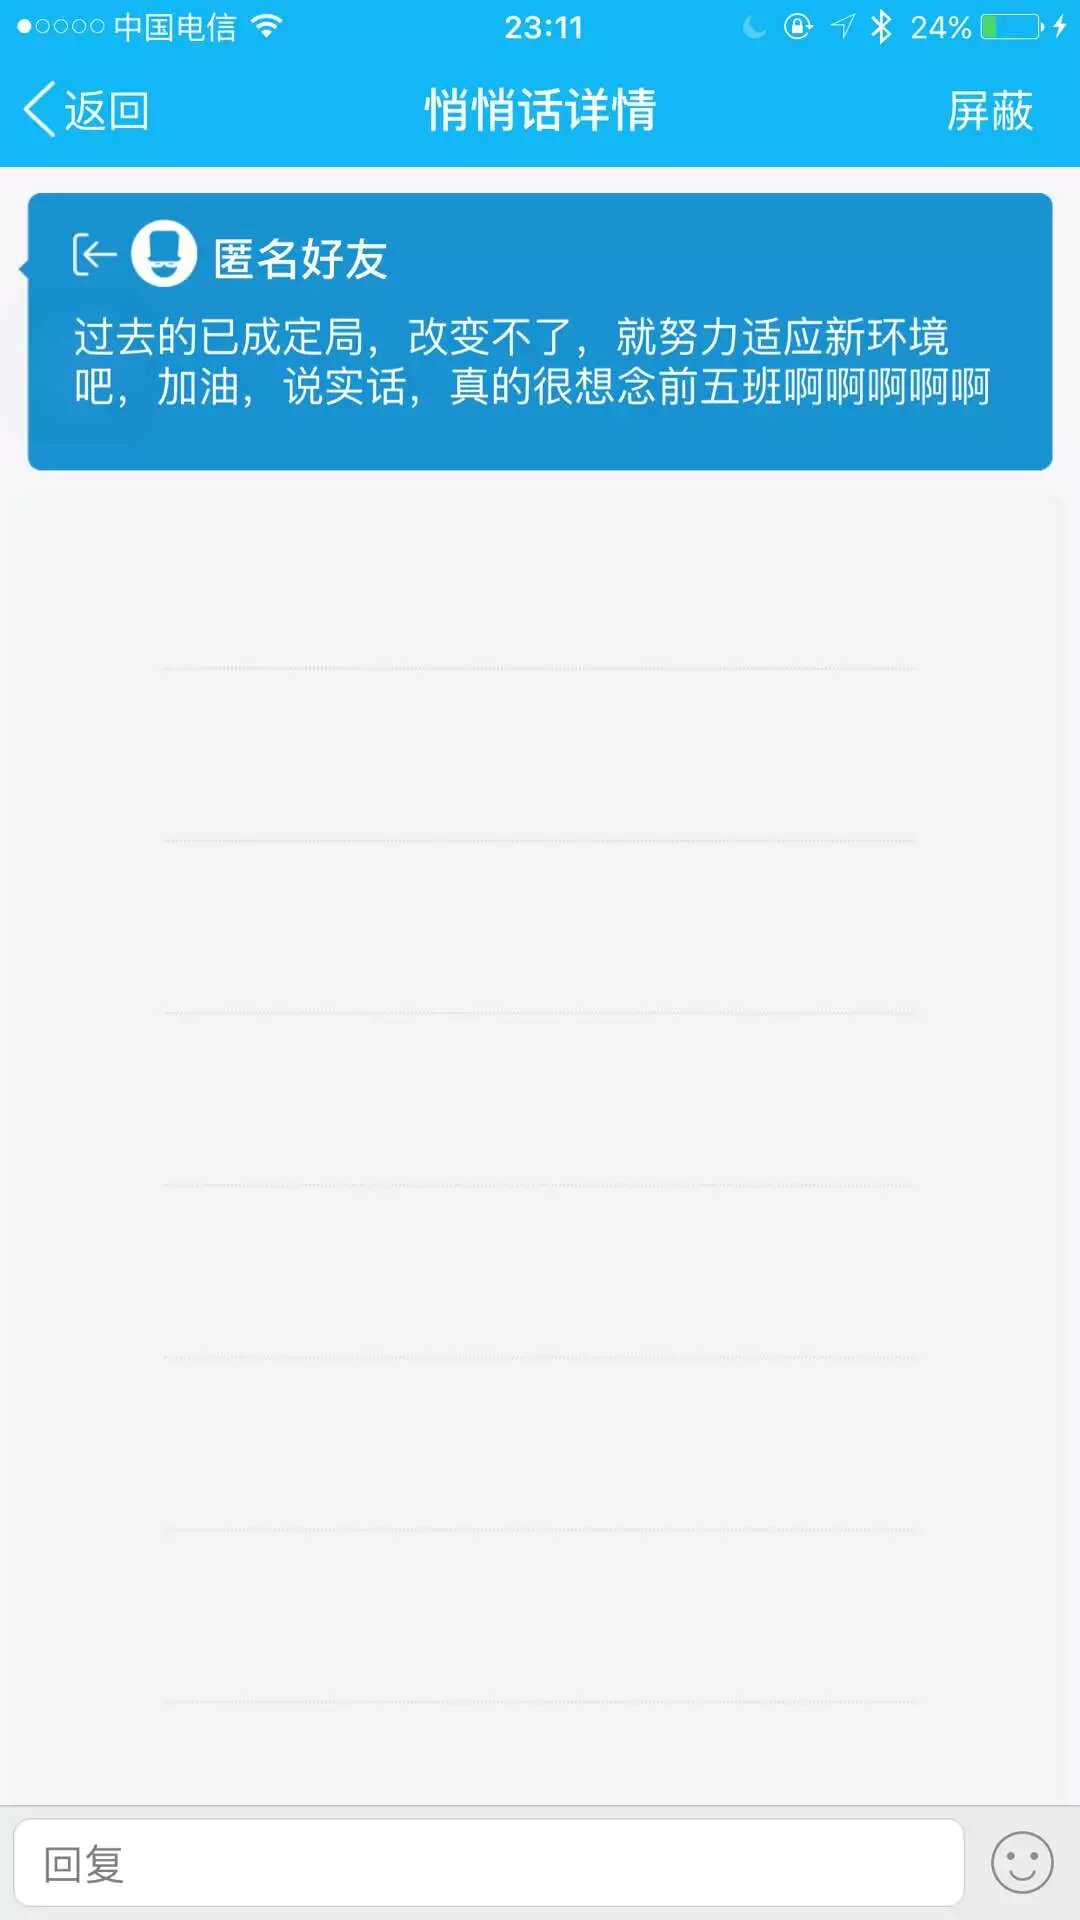 中国电信
23:11
24%
返回
悄悄话详情
屏蔽
匿名好友
过去的已成定局，改变不了，就努力适应新环境
吧，加油，说实话，真的很想念前五班啊啊啊啊啊
回复